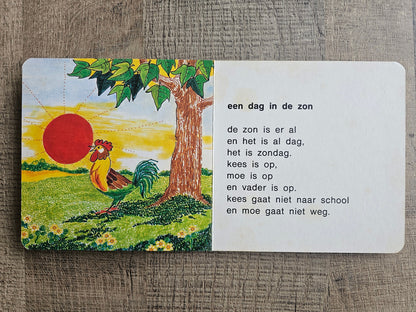 een dag in de zon
de zon is er al
en het is al dag,
het is zondag.
kees is op,
moe is op
en vader is op.
kees gaat niet naar school
en moe gaat niet weg.